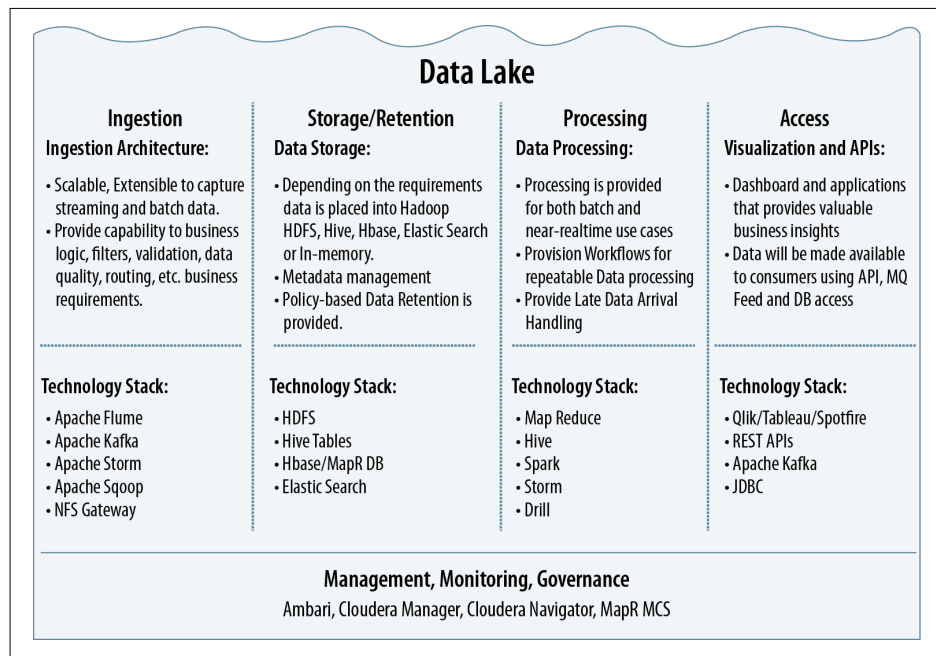 Data Lake
Ingestion
Ingestion Architecture:
• Scalable, Extensible to capture
streaming and batch data.
• Provide capability to business
logic, filters, validation, data
quality, routing, etc. business
requirements.
Technology Stack:
• Apache Flume
• Apache Kafka
• Apache Storm
• Apache Sqoop
• NFS Gateway
Storage/Retention
Data Storage:
• Depending on the requirements
data is placed into Hadoop
HDFS, Hive, Hbase, Elastic Search
or In-memory.
• Metadata management
• Policy-based Data Retention is
provided.
Technology Stack:
• HDFS
• Hive Tables
• Hbase/MapR DB
• Elastic Search
Processing
Data Processing:
• Processing is provided
for both batch and
near-realtime use cases
• Provision Workflows for
repeatable Data processing
• Provide Late Data Arrival
Handling
Technology Stack:
• Map Reduce
• Hive
• Spark
• Storm
• Drill
Access
Visualization and APIs:
• Dashboard and applications
that provides valuable
business insights
• Data will be made available
to consumers using API, MQ
Feed and DB access
Technology Stack:
• Qlik/Tableau/Spotfire
• REST APIs
• Apache Kafka
• JDBC
Management, Monitoring, Governance
Ambari, Cloudera Manager, Cloudera Navigator, MapR MCS